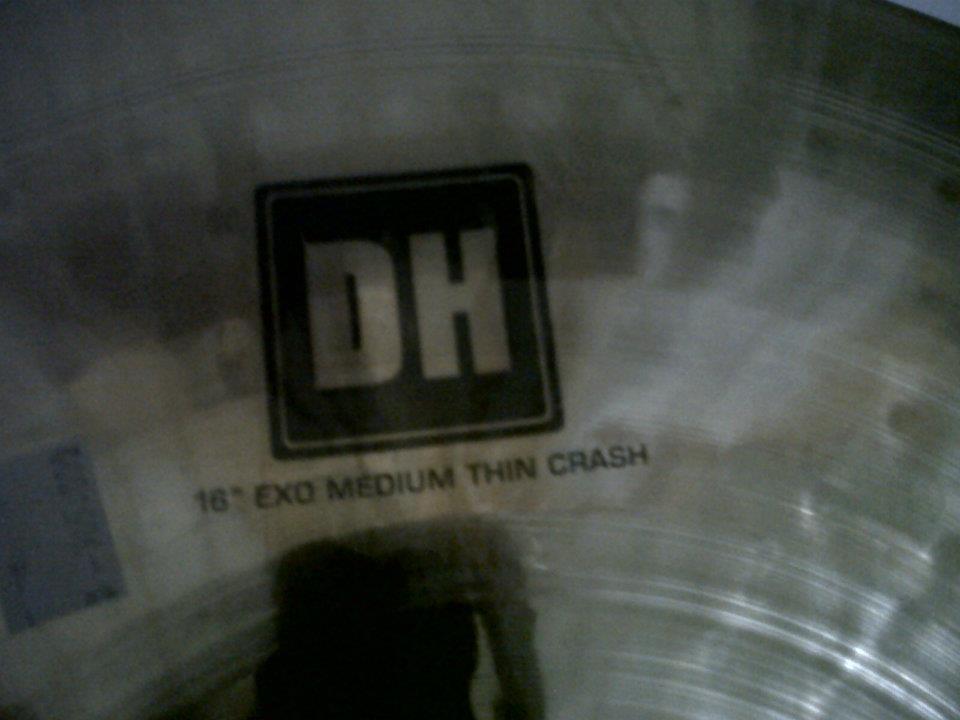 DH
16" EXO MEDIUM THIN CRASH